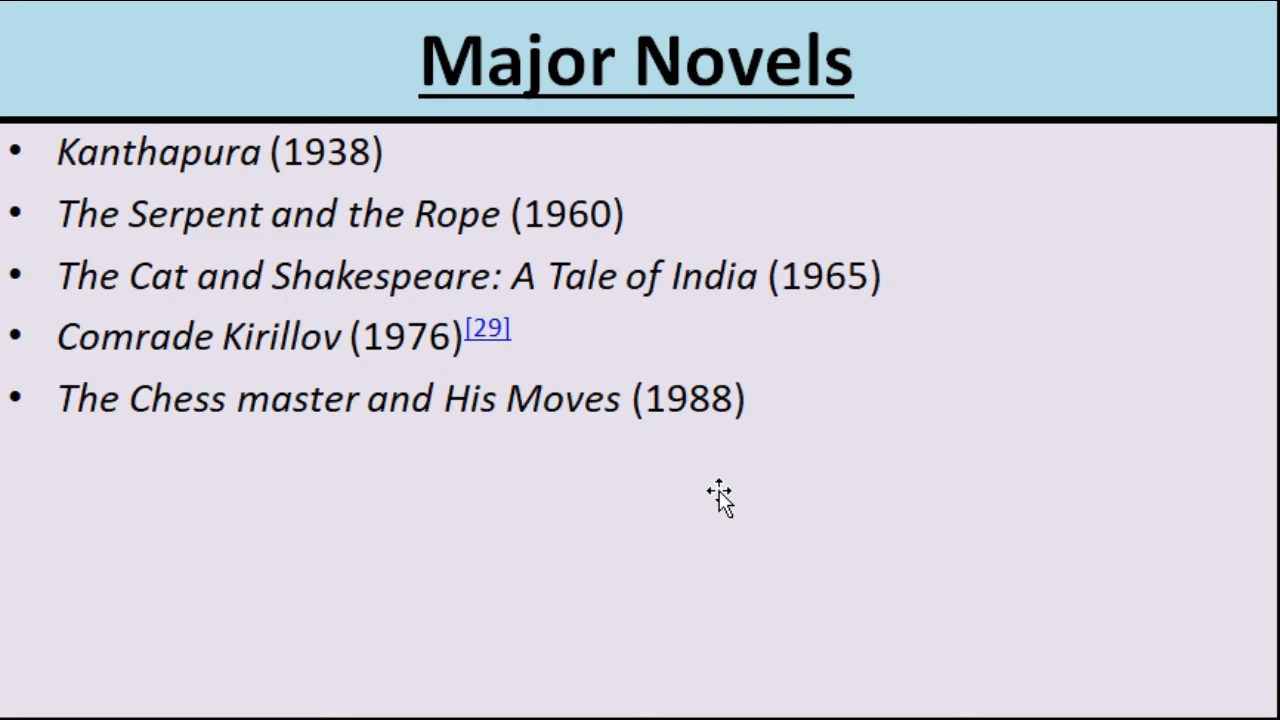 Major Novels
• Kanthapura (1938)
• The Serpent and the Rope (1960)
• The Cat and Shakespeare: A Tale of India (1965)
• Comrade Kirillov (1976)[29]
• The Chess master and His Moves (1988)